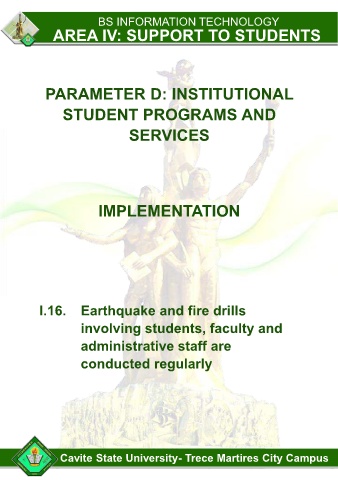 BS INFORMATION TECHNOLOGY
AREA IV: SUPPORT TO STUDENTS
PARAMETER D: INSTITUTIONAL
STUDENT PROGRAMS AND
SERVICES
IMPLEMENTATION
I.16. Earthquake and fire drills
involving students, faculty and
administrative staff are
conducted regularly
Cavite State University- Trece Martires City Campus